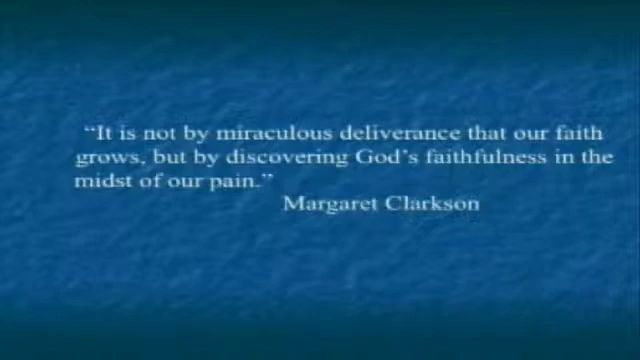 “It is not by miraculous deliverance that our faith
grows, but by discovering God’s faithfulness in the
midst of our pain.”
Margaret Clarkson